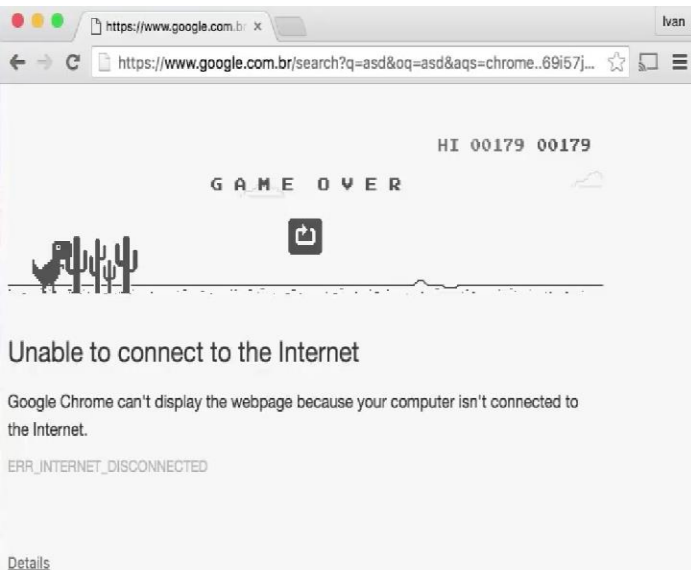 https://www.google.com.br
Ivan
https://www.google.com.br/search?q=asd&oq=asd&aqs=chrome..69i57j...
HI 00179 00179
GAME OVER
Unable to connect to the Internet
Google Chrome can't display the webpage because your computer isn't connected to
the Internet.
ERR_INTERNET_DISCONNECTED
Details